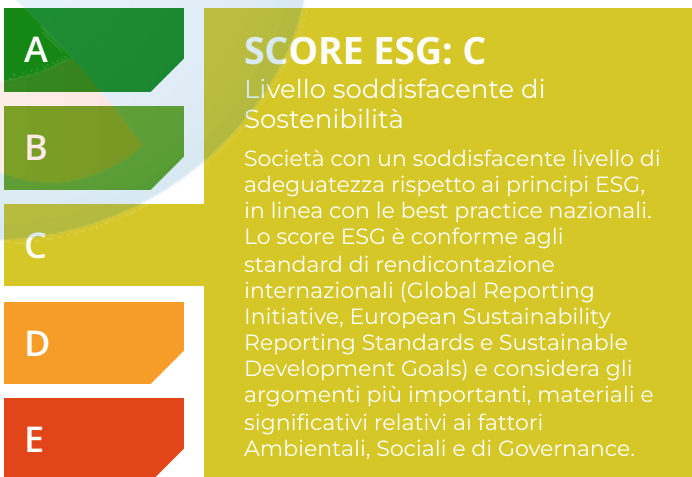 A
B
C
D
E
SCORE ESG: C
Livello soddisfacente di
Sostenibilità
Società con un soddisfacente livello di
adeguatezza rispetto ai principi ESG,
in linea con le best practice nazionali.
Lo score ESG è conforme agli
standard di rendicontazione
internazionali (Global Reporting
Initiative, European Sustainability
Reporting Standards e Sustainable
Development Goals) e considera gli
argomenti più importanti, materiali e
significativi relativi ai fattori
Ambientali, Sociali e di Governance.